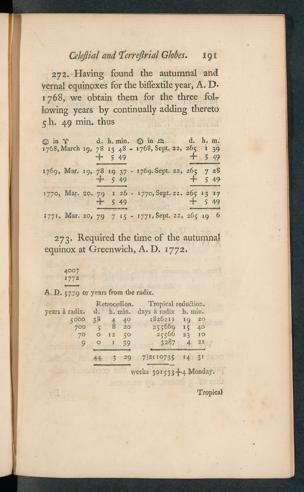 Celestial and Terrestrial Globes. 191
272. Having found the autumnal and
vernal equinoxes for the bissextile year, A. D.
1768, we obtain them for the three fol-
lowing years by continually adding thereto
5 h. 49 min. thus
☉ in ♈ d. h. min. ☉ in ♎ d. h. m.
1768, March 19, 78 13 48 - 1768, Sept. 22, 265 1 39
+ 5 49 + 5 49
1769, Mar. 19, 78 19 37 - 1769, Sept. 22, 265 7 28
+ 5 49 + 5 49
1770, Mar. 20, 79 1 26 - 1770, Sept. 22, 265 13 17
+ 5 49 + 5 49
1771, Mar. 20, 79 7 15 - 1771, Sept. 22, 265 19 6
273. Required the time of the autumnal
equinox at Greenwich, A. D. 1772.
4007
1772
A. D. 5779 or years from the radix.
Retrocession. Tropical reduction.
years à radix. d. h. min. days à radix h. min.
5000 38 4 40 1826211 19 20
700 5 8 20 255669 15 40
70 0 12 50 25566 23 10
9 0 1 39 3287 4 21
44 3 29 7)2110735 14 31
weeks 301533+4 Monday.
Tropical